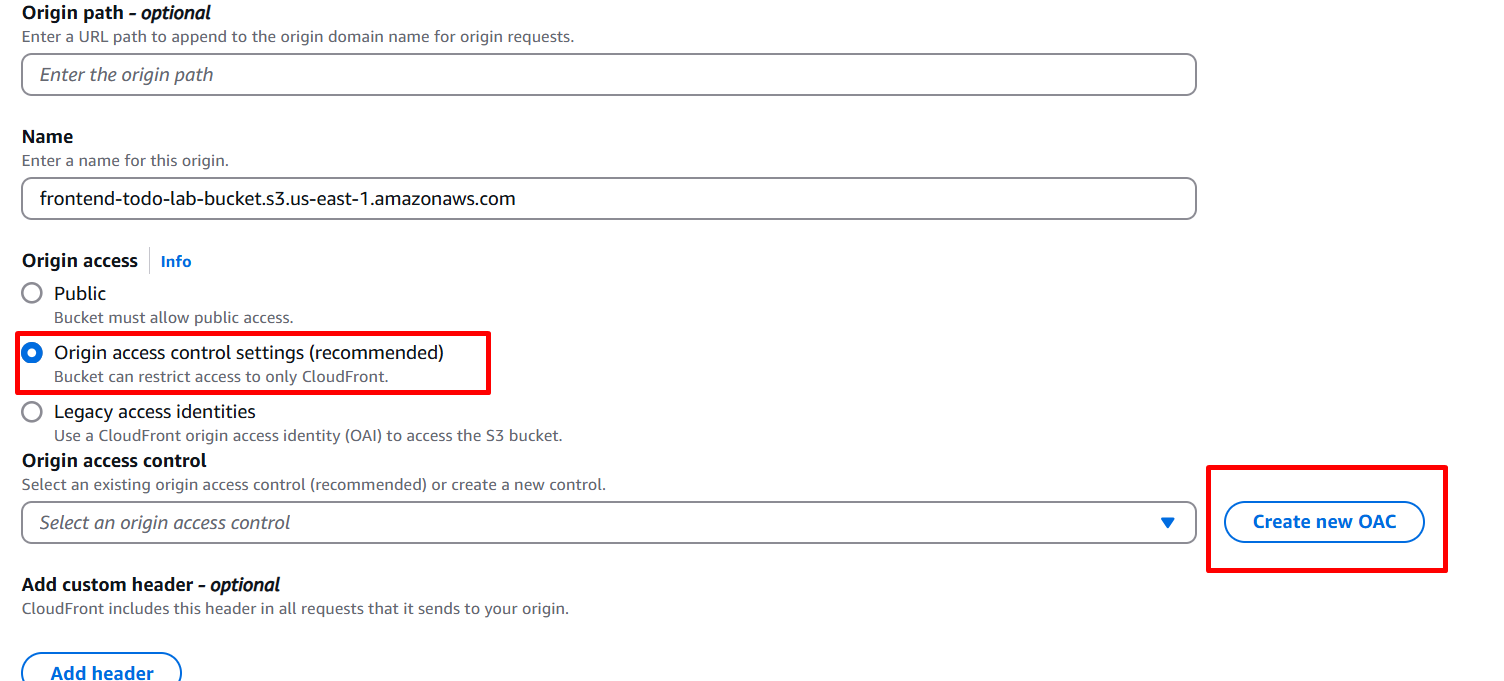 Origin path - optional
Enter a URL path to append to the origin domain name for origin requests.
Enter the origin path
Name
Enter a name for this origin.
frontend-todo-lab-bucket.s3.us-east-1.amazonaws.com
Origin access Info
Public
Bucket must allow public access.
Origin access control settings (recommended)
Bucket can restrict access to only CloudFront.
Legacy access identities
Use a CloudFront origin access identity (OAI) to access the S3 bucket.
Origin access control
Select an existing origin access control (recommended) or create a new control.
Select an origin access control
Create new OAC
Add custom header - optional
CloudFront includes this header in all requests that it sends to your origin.
Add header